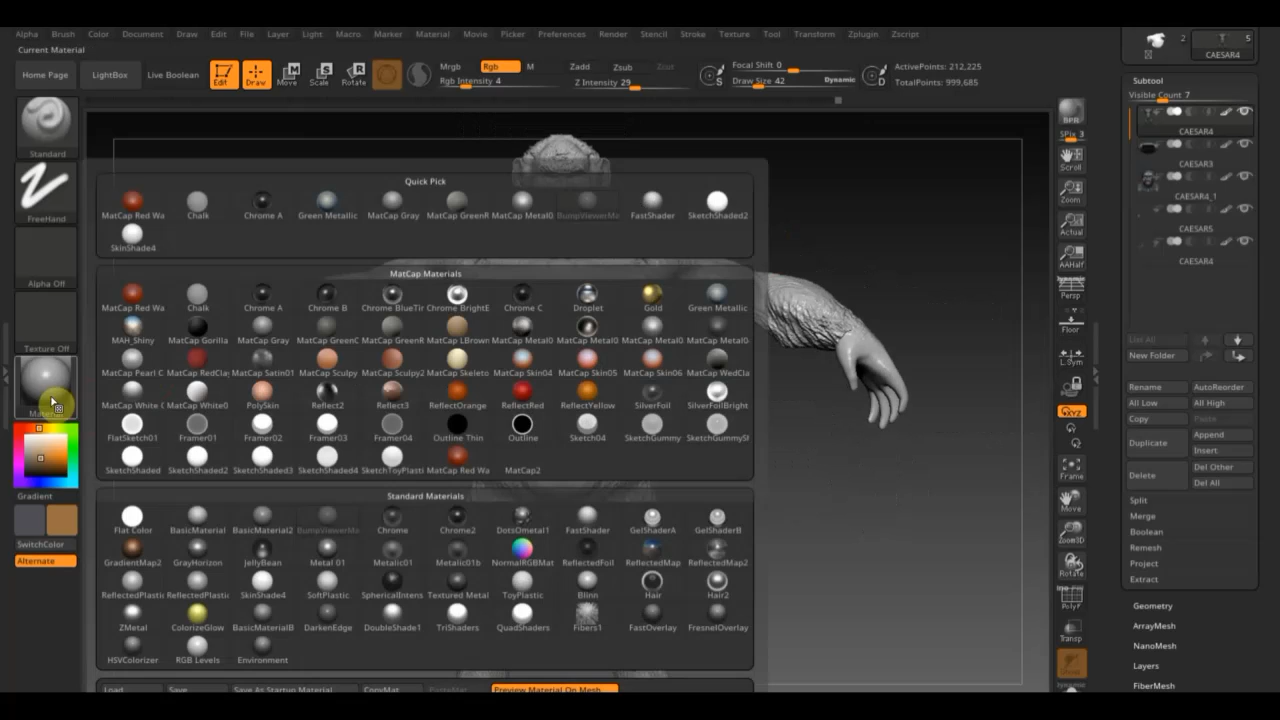 Alpha Brush Color Document Draw Edit File Layer Light Macro Marker Material Movie Picker Preferences Render Stencil Stroke Texture Tool Transform Zplugin Zscript
Current Material
Home Page LightBox Live Boolean Edit Draw Move Scale Rotate
Mrgb Rgb M Zadd Zsub
Rgb Intensity 4 Z Intensity 29
Focal Shift 0
Draw Size 42 Dynamic
ActivePoints: 212,225
TotalPoints: 999,685
Standard
FreeHand
Alpha Off
Texture Off
Gradient
SwitchColor
Alternate
Quick Pick
MatCap Red Wa Chalk Chrome A Green Metallic MatCap Gray MatCap GreenR MatCap Metal0 BumpViewerMa FastShader SketchShaded2
SkinShade4
MatCap Materials
MatCap Red Wa Chalk Chrome A Chrome B Chrome BlueTin Chrome BrightE Chrome C Droplet Gold Green Metallic
MAH_Shiny MatCap Gorilla MatCap Gray MatCap GreenC MatCap GreenR MatCap LBrown MatCap Metal0 MatCap Metal0 MatCap Metal0 MatCap Metal0
MatCap Pearl C MatCap RedClay MatCap Satin01 MatCap Sculpy MatCap Sculpy2 MatCap Skeleto MatCap Skin04 MatCap Skin05 MatCap Skin06 MatCap WedCla
MatCap White C MatCap White0 PolySkin Reflect2 Reflect3 ReflectOrange ReflectRed ReflectYellow SilverFoil SilverFoilBright
FlatSketch01 Framer01 Framer02 Framer03 Framer04 Outline Thin Outline Sketch04 SketchGummy SketchGummySh
SketchShaded SketchShaded2 SketchShaded3 SketchShaded4 SketchToyPlasti MatCap Red Wa MatCap2
Standard Materials
Flat Color BasicMaterial BasicMaterial2 BumpViewerMa Chrome Chrome2 DotsOmetal1 FastShader GelShaderA GelShaderB
GradientMap2 GrayHorizon JellyBean Metal 01 Metalic01 Metalic01b NormalRGBMat ReflectedFoil ReflectedMap ReflectedMap2
ReflectedPlastic ReflectedPlastic SkinShade4 SoftPlastic SphericalIntens Textured Metal ToyPlastic Blinn Hair Hair2
ZMetal ColorizeGlow BasicMaterialB DarkenEdge DoubleShade1 TriShaders QuadShaders Fibers1 FastOverlay FresnelOverlay
HSVColorizer RGB Levels Environment
Load Save Save As Startup Material CopyMat PasteMat Preview Material On Mesh
BPR
SPix 3
Scroll
Zoom
Actual
AAHalf
Dynamic
Persp
Floor
L.Sym
XYZ
Frame
Move
Zoom3D
Rotate
PolyF
Transp
2 5
CAESAR4
Subtool
Visible Count 7
CAESAR4
CAESAR3
CAESAR4_1
CAESAR5
CAESAR4
List All
New Folder
Rename AutoReorder
All Low All High
Copy Paste
Duplicate Append
Insert
Delete Del Other
Del All
Split
Merge
Boolean
Remesh
Project
Extract
Geometry
ArrayMesh
NanoMesh
Layers
FiberMesh